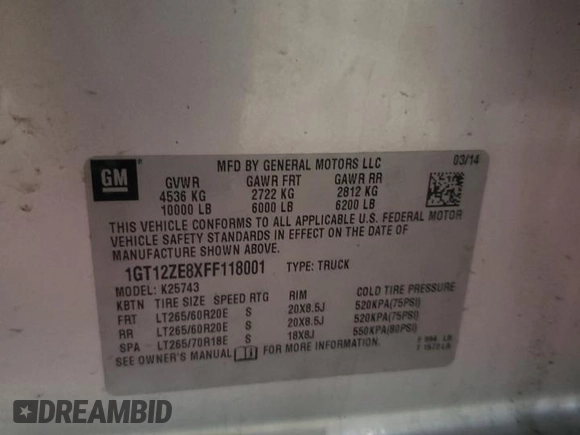 MFD BY GENERAL MOTORS LLC 03/14
GM
GVWR GAWR FRT GAWR RR
4536 KG 2722 KG 2812 KG
10000 LB 6000 LB 6200 LB
THIS VEHICLE CONFORMS TO ALL APPLICABLE U.S. FEDERAL MOTOR
VEHICLE SAFETY STANDARDS IN EFFECT ON THE DATE OF
MANUFACTURE SHOWN ABOVE.
1GT12ZE8XFF118001 TYPE: TRUCK
MODEL: K25743
KBTN TIRE SIZE SPEED RTG RIM COLD TIRE PRESSURE
FRT LT265/60R20E S 20X8.5J 520KPA(75PSI)
RR LT265/60R20E S 20X8.5J 520KPA(75PSI)
SPA LT265/70R18E S 18X8J 550KPA(80PSI)
SEE OWNER'S MANUAL FOR ADDITIONAL INFORMATION.
DREAMBID